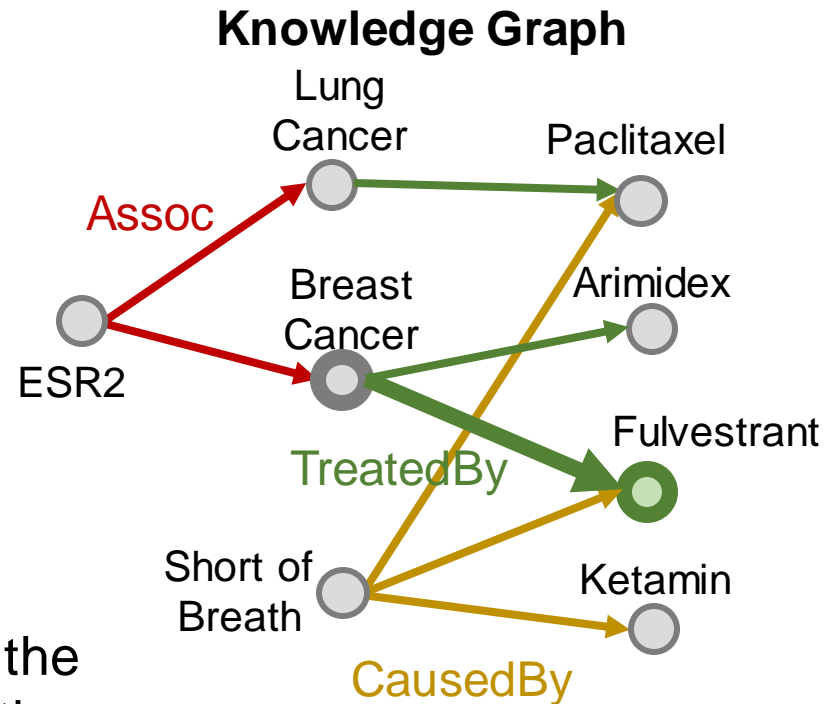 Knowledge Graph
Lung
Cancer
Paclitaxel
Assoc
Breast
Cancer
Arimidex
ESR2
Fulvestrant
TreatedBy
Short of
Breath
Ketamin
the
CausedBy